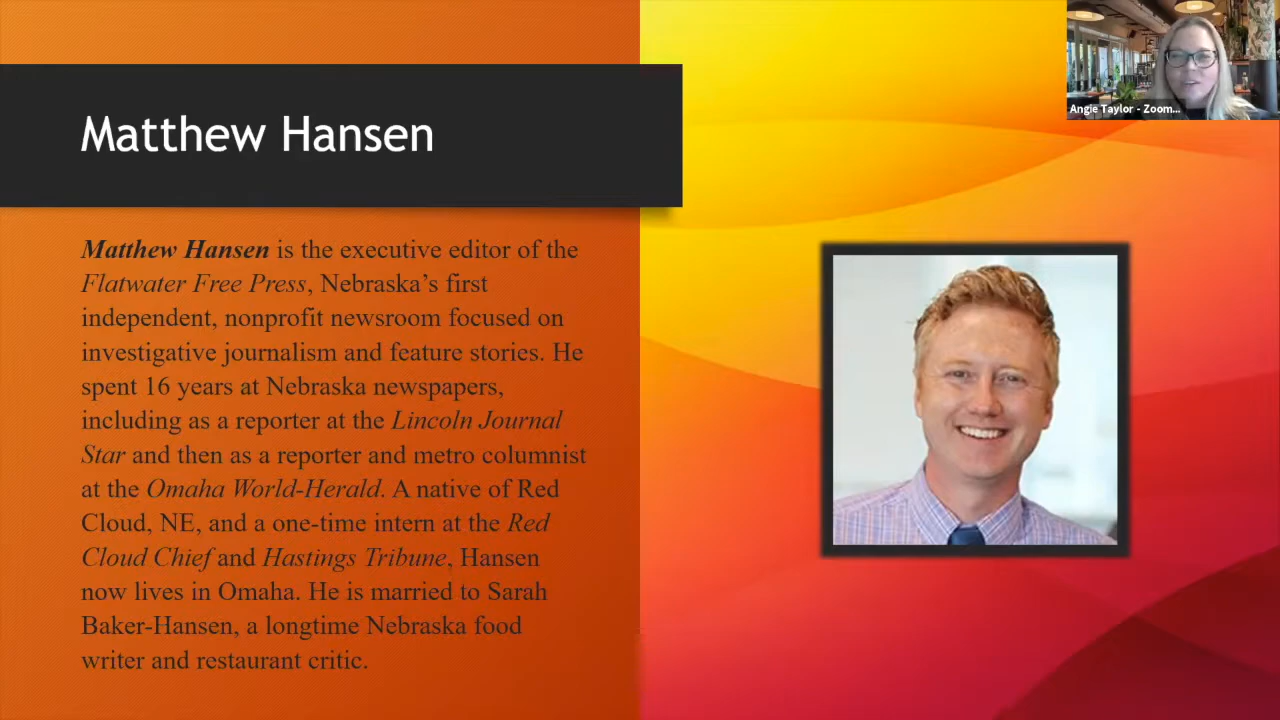 Matthew Hansen
Matthew Hansen is the executive editor of the
Flatwater Free Press, Nebraska’s first
independent, nonprofit newsroom focused on
investigative journalism and feature stories. He
spent 16 years at Nebraska newspapers,
including as a reporter at the Lincoln Journal
Star and then as a reporter and metro columnist
at the Omaha World-Herald. A native of Red
Cloud, NE, and a one-time intern at the Red
Cloud Chief and Hastings Tribune, Hansen
now lives in Omaha. He is married to Sarah
Baker-Hansen, a longtime Nebraska food
writer and restaurant critic.
Angie Taylor - Zoom...